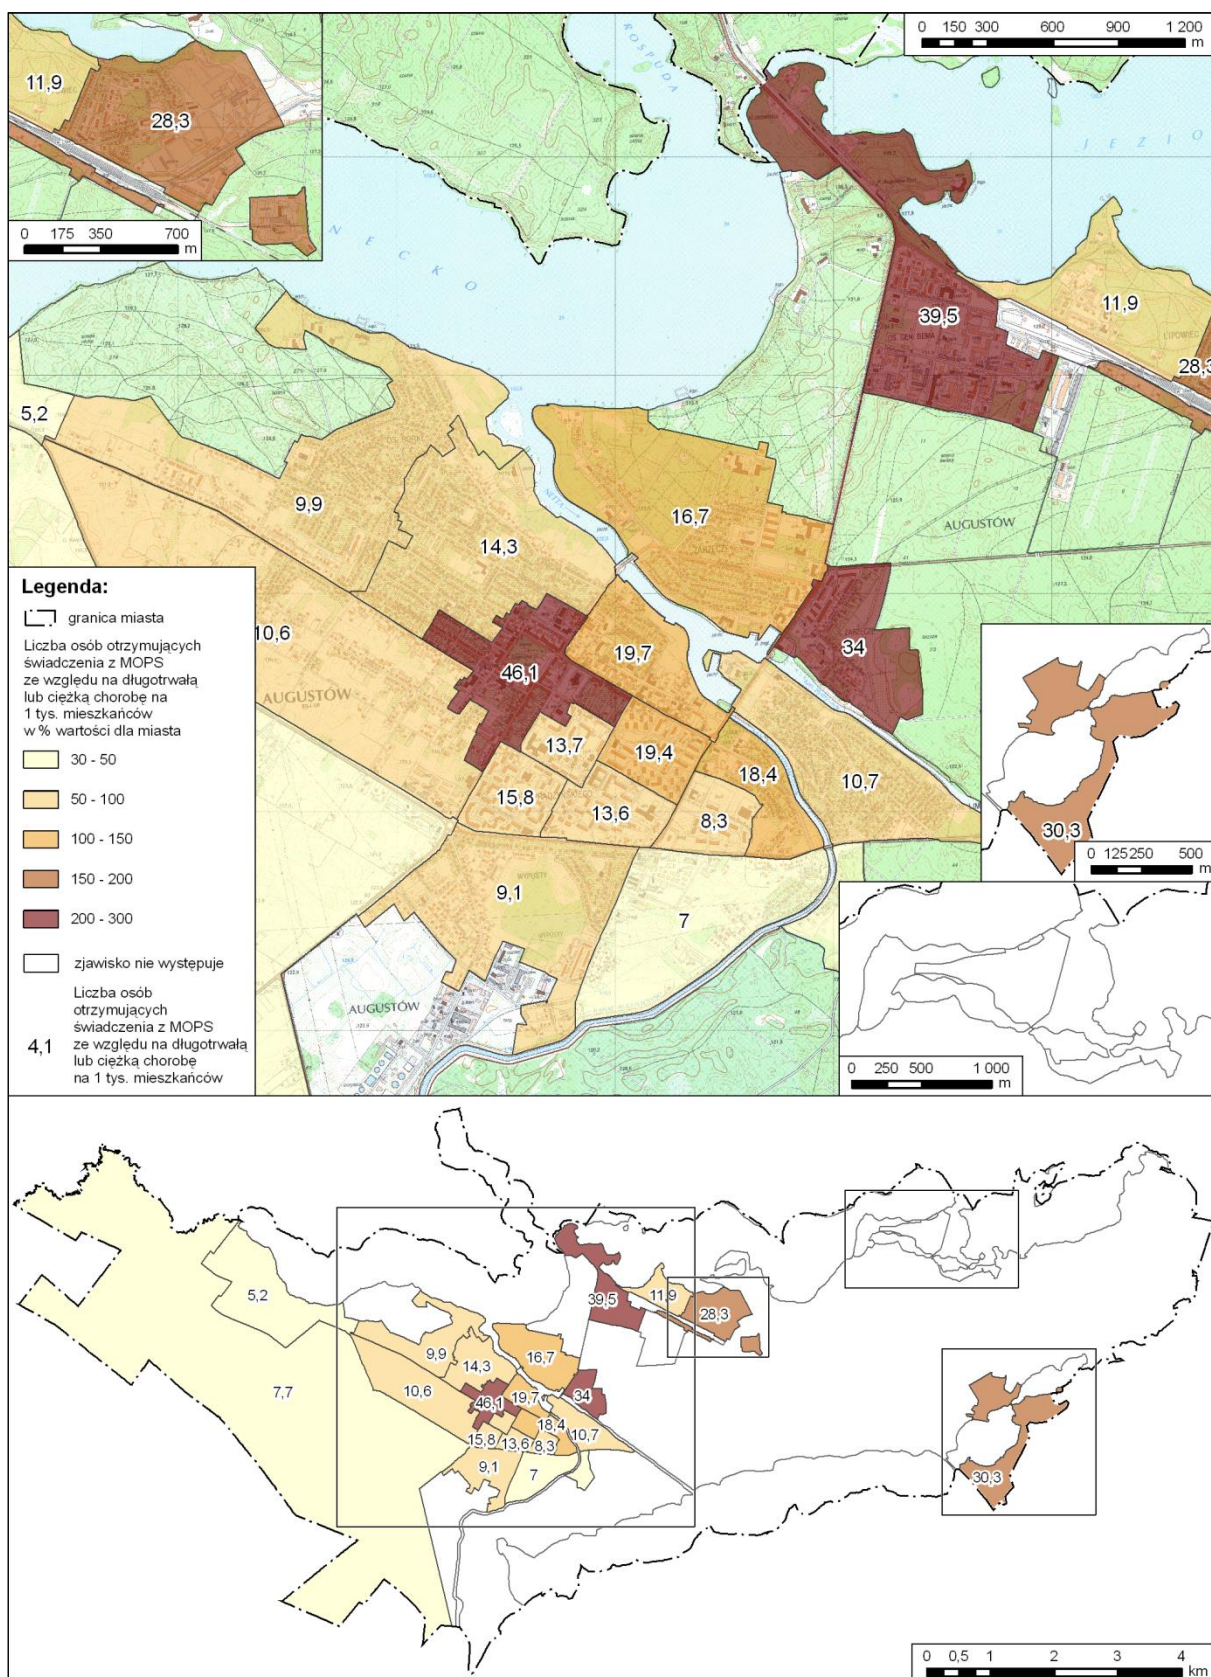 0 150 300 600 900 1 200
m
11,9
28,3
0 175 350 700
m
ROSPUDA
JEZIO
NECKO
39,5
11,9
LIPOWIEC
28,3
5,2
9,9
14,3
16,7
NETTA
AUGUSTÓW
Legenda:
granica miasta
Liczba osób otrzymujących
świadczenia z MOPS
ze względu na długotrwałą
lub ciężką chorobę na
1 tys. mieszkańców
w % wartości dla miasta
30 - 50
50 - 100
100 - 150
150 - 200
200 - 300
zjawisko nie występuje
4,1
Liczba osób
otrzymujących
świadczenia z MOPS
ze względu na długotrwałą
lub ciężką chorobę
na 1 tys. mieszkańców
10,6
AUGUSTÓW
46,1
19,7
34
13,7
19,4
18,4
10,7
15,8
13,6
8,3
9,1
7
AUGUSTÓW
30,3
0 125 250 500
m
0 250 500 1 000
m
5,2
7,7
39,5
11,9
28,3
9,9
14,3
16,7
10,6
46,1
19,7
34
18,4
15,8
13,6
8,3
10,7
9,1
7
30,3
0 0,5 1 2 3 4
km